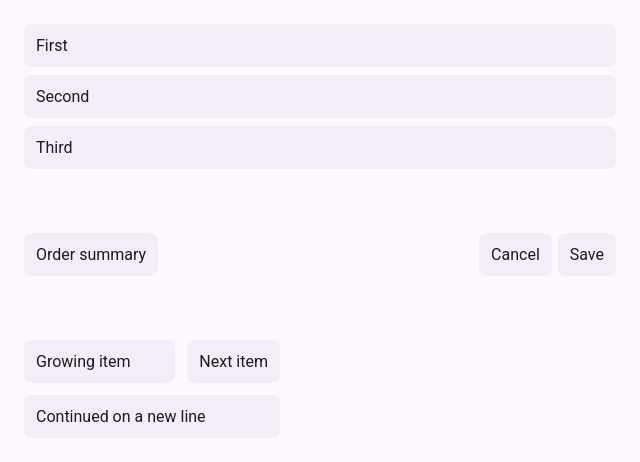 First
Second
Third
Order summary
Cancel
Save
Growing item
Next item
Continued on a new line